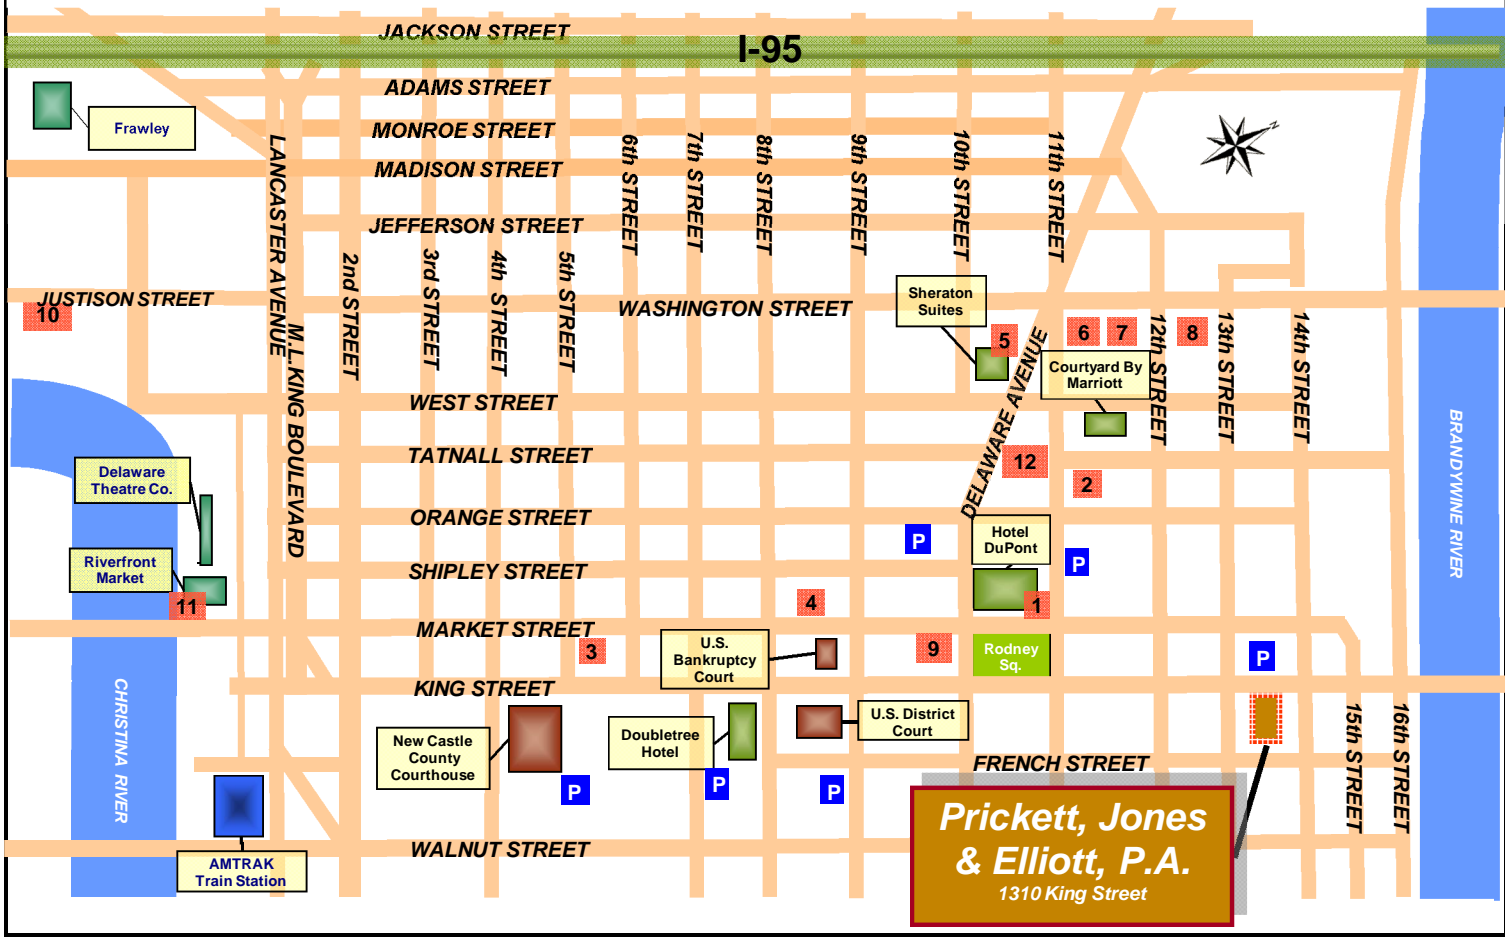 JACKSON STREET
I-95
ADAMS STREET
Frawley
MONROE STREET
MADISON STREET
N
LANCASTER AVENUE
6th STREET
7th STREET
8th STREET
9th STREET
10th STREET
11th STREET
JEFFERSON STREET
2nd STREET
3rd STREET
4th STREET
5th STREET
JUSTISON STREET
10
WASHINGTON STREET
Sheraton
Suites
5
6
7
8
12th STREET
13th STREET
14th STREET
M.L.KING BOULEVARD
DELAWARE AVENUE
Courtyard By
Marriott
WEST STREET
BRANDYWINE RIVER
TATNALL STREET
12
2
Delaware
Theatre Co.
ORANGE STREET
P
Hotel
DuPont
P
Riverfront
Market
11
SHIPLEY STREET
4
1
MARKET STREET
3
U.S.
Bankruptcy
Court
9
Rodney
Sq.
P
CHRISTINA RIVER
KING STREET
New Castle
County
Courthouse
P
Doubletree
Hotel
P
U.S. District
Court
P
15th STREET
16th STREET
FRENCH STREET
Prickett, Jones
& Elliott, P.A.
1310 King Street
WALNUT STREET
AMTRAK
Train Station